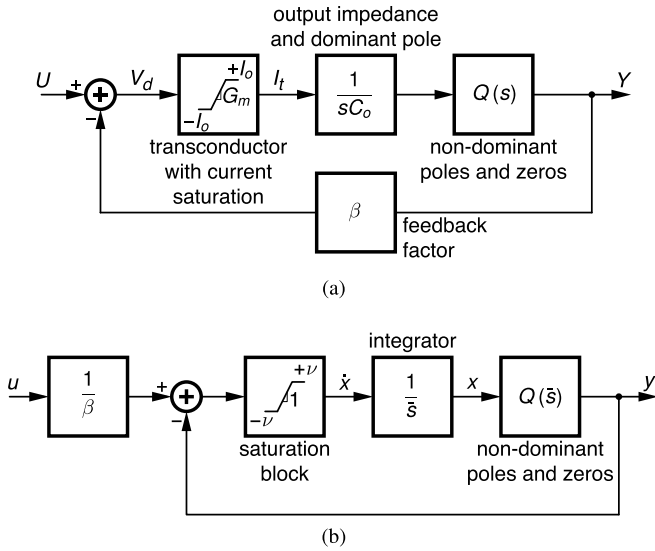 output impedance
and dominant pole
U
+
+
−
V_d
+I_o
G_m
−I_o
I_t
1
sC_o
Q(s)
Y
transconductor
with current
saturation
non-dominant
poles and zeros
β
feedback
factor
(a)
integrator
u
1
β
+
+
−
+ν
1
−ν
ẋ
1
s̄
x
Q(s̄)
y
saturation
block
non-dominant
poles and zeros
(b)